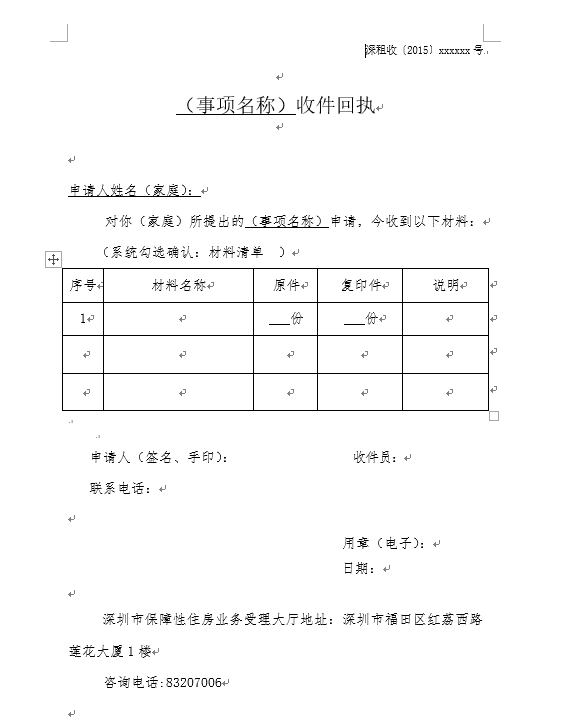 深租收〔2015〕xxxxxx 号
（事项名称）收件回执
申请人姓名（家庭）：
对你（家庭）所提出的（事项名称）申请，今收到以下材料：
（系统勾选确认：材料清单 ）
序号 材料名称 原件 复印件 说明
1 ___份 ___份
申请人（签名、手印）： 收件员：
联系电话：
用章（电子）：
日期：
深圳市保障性住房业务受理大厅地址：深圳市福田区红荔西路
莲花大厦 1 楼
咨询电话:83207006